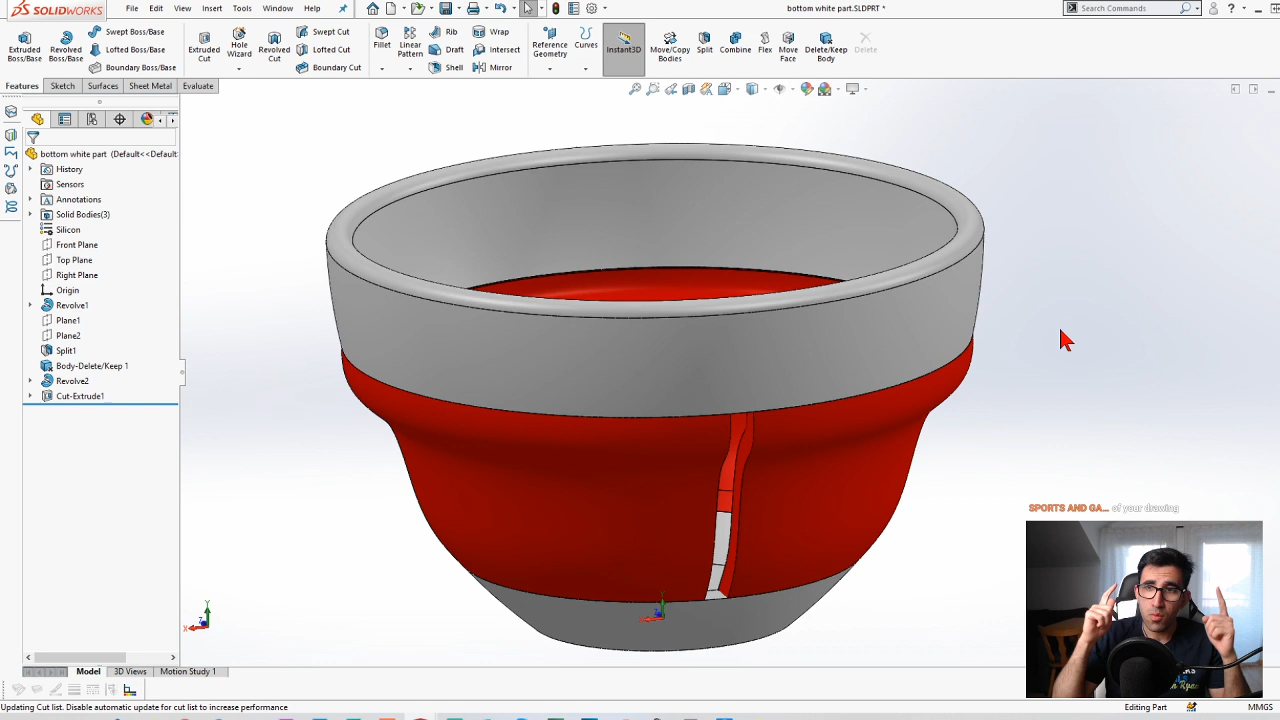 SOLIDWORKS
File
Edit
View
Insert
Tools
Window
Help
bottom white part.SLDPRT *
Search Commands
Extruded Boss/Base
Revolved Boss/Base
Swept Boss/Base
Lofted Boss/Base
Boundary Boss/Base
Extruded Cut
Hole Wizard
Revolved Cut
Swept Cut
Lofted Cut
Boundary Cut
Fillet
Linear Pattern
Rib
Draft
Shell
Wrap
Intersect
Mirror
Reference Geometry
Curves
Instant3D
Move/Copy Bodies
Split
Combine
Flex
Move Face
Delete/Keep Body
Delete
Features
Sketch
Surfaces
Sheet Metal
Evaluate
bottom white part (Default<<Default
History
Sensors
Annotations
Solid Bodies(3)
Silicon
Front Plane
Top Plane
Right Plane
Origin
Revolve1
Plane1
Plane2
Split1
Body-Delete/Keep 1
Revolve2
Cut-Extrude1
Y
X
Z
SPORTS AND GA... of your drawing
Model
3D Views
Motion Study 1
Updating Cut list. Disable automatic update for cut list to increase performance
Editing Part
MMGS